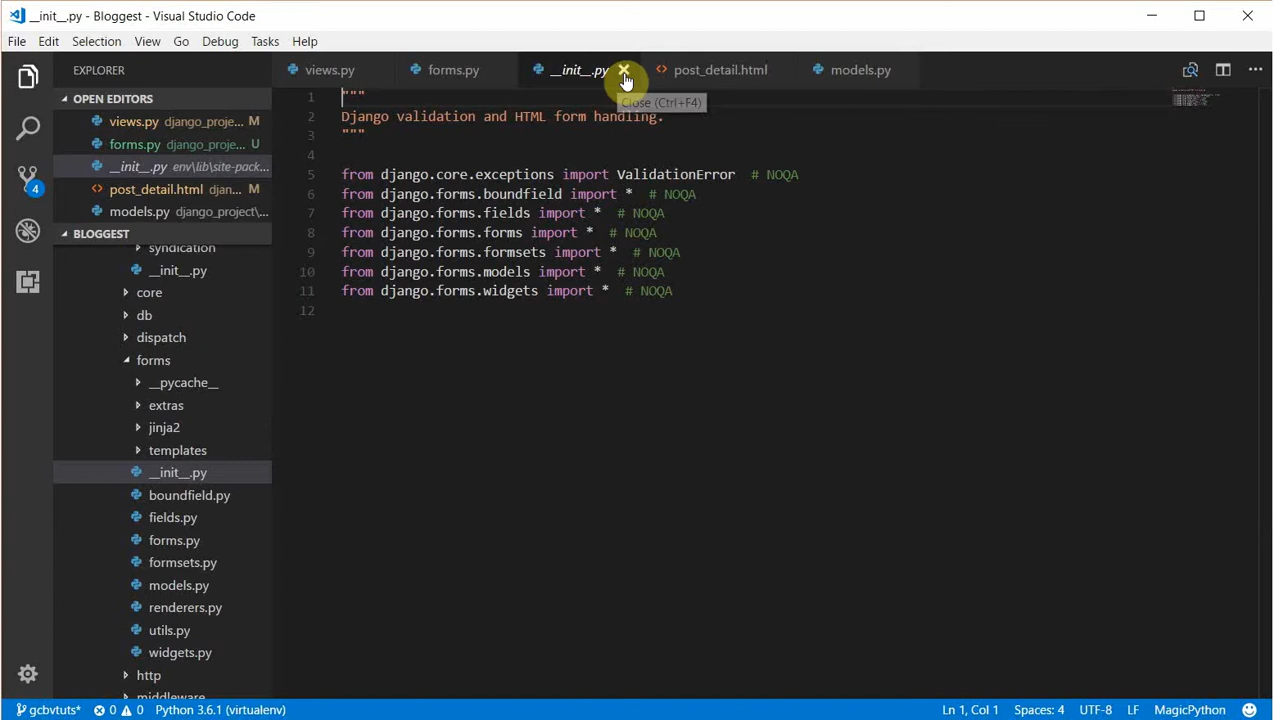 __init__.py - Bloggest - Visual Studio Code
File Edit Selection View Go Debug Tasks Help
EXPLORER
OPEN EDITORS
views.py django_proje... M
forms.py django_proje... U
__init__.py env\lib\site-pack...
post_detail.html djan... M
models.py django_project\...
BLOGGEST
syndication
__init__.py
core
db
dispatch
forms
__pycache__
extras
jinja2
templates
__init__.py
boundfield.py
fields.py
forms.py
formsets.py
models.py
renderers.py
utils.py
widgets.py
http
middleware
4
views.py forms.py __init__.py post_detail.html models.py
Close (Ctrl+F4)
1 """
2 Django validation and HTML form handling.
3 """
4
5 from django.core.exceptions import ValidationError # NOQA
6 from django.forms.boundfield import * # NOQA
7 from django.forms.fields import * # NOQA
8 from django.forms.forms import * # NOQA
9 from django.forms.formsets import * # NOQA
10 from django.forms.models import * # NOQA
11 from django.forms.widgets import * # NOQA
12
gcbvtuts* 0 0 Python 3.6.1 (virtualenv) Ln 1, Col 1 Spaces: 4 UTF-8 LF MagicPython